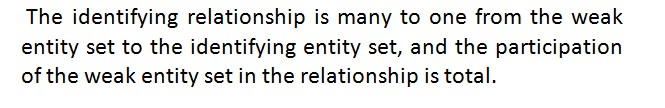 The identifying relationship is many to one from the weak
entity set to the identifying entity set, and the participation
of the weak entity set in the relationship is total.